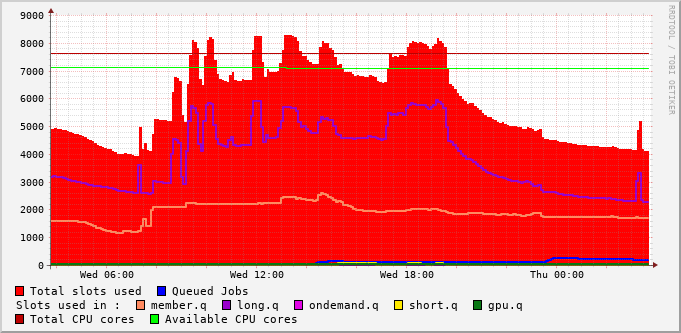 9000
8000
7000
6000
5000
4000
3000
2000
1000
0
Wed 06:00 Wed 12:00 Wed 18:00 Thu 00:00
RRDTOOL / TOBI OETIKER
Total slots used Queued Jobs
Slots used in : member.q long.q ondemand.q short.q gpu.q
Total CPU cores Available CPU cores